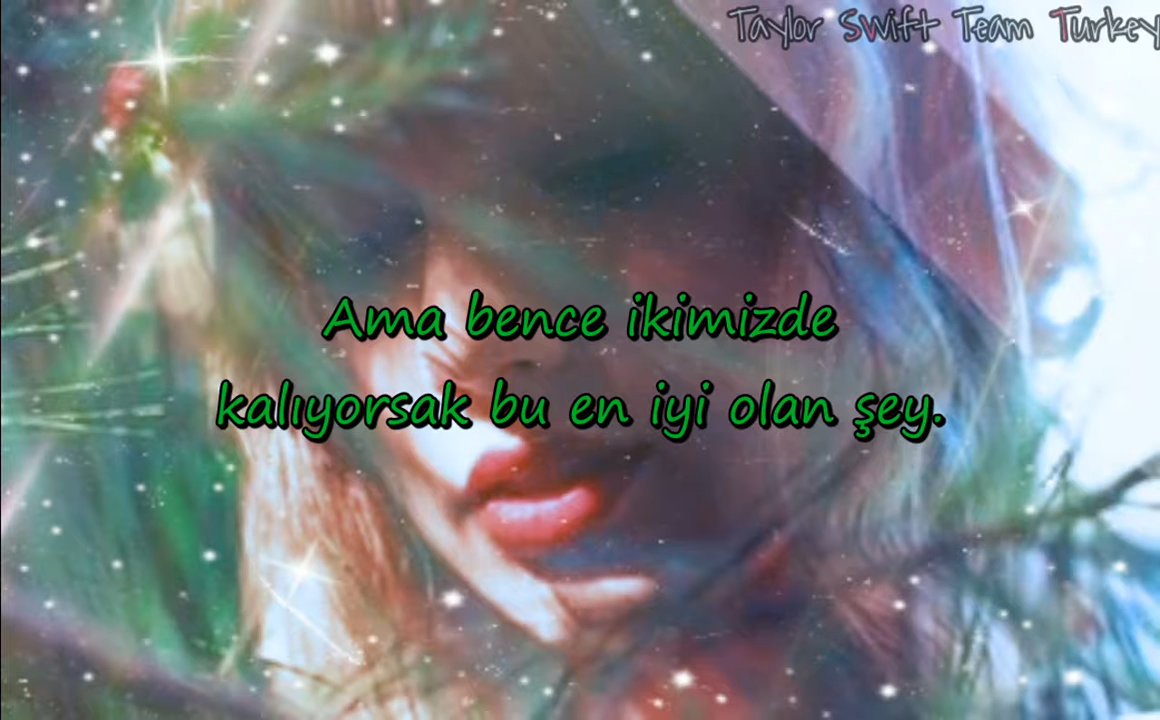 Taylor Swift Team Turkey
Ama bence ikimizde
kalıyorsak bu en iyi olan şey.